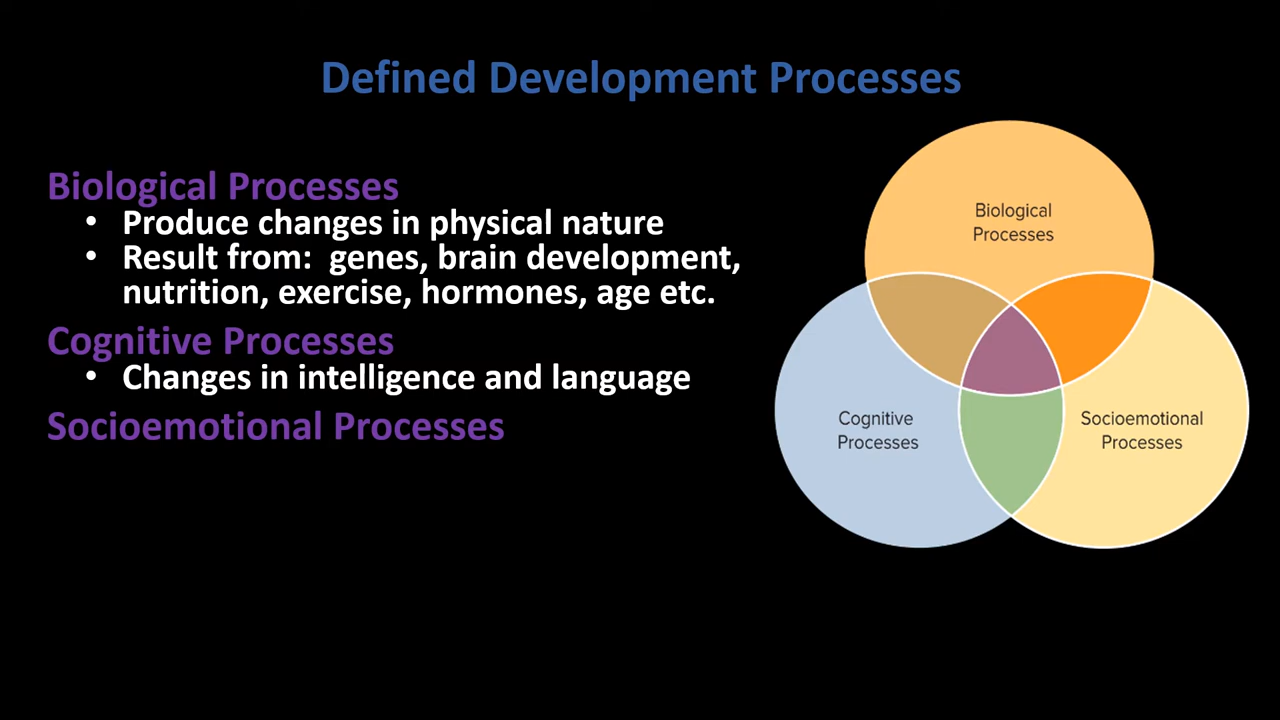 Defined Development Processes
Biological Processes
• Produce changes in physical nature
• Result from:  genes, brain development,
nutrition, exercise, hormones, age etc.
Cognitive Processes
• Changes in intelligence and language
Socioemotional Processes
Biological
Processes
Cognitive
Processes
Socioemotional
Processes